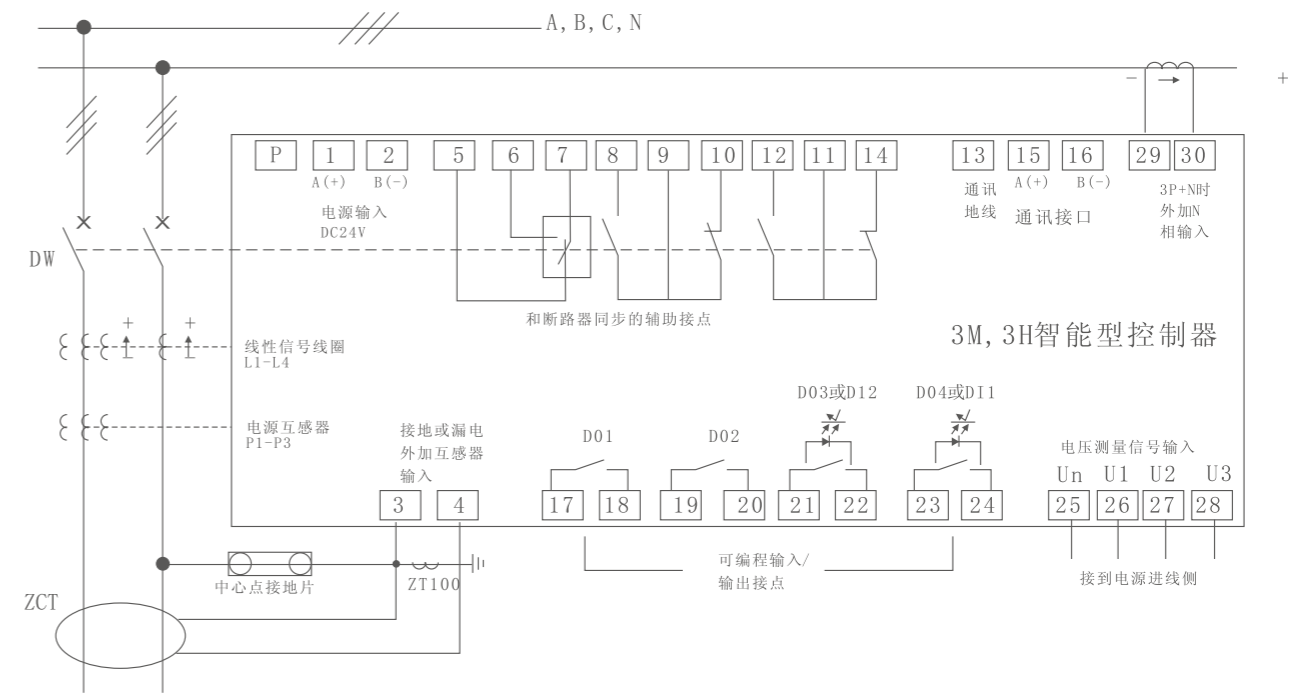 A,B,C,N
- +
P 1 2 5 6 7 8 9 10 12 11 14 13 15 16 29 30
A(+) B(-)
电源输入
DC24V
通讯
地线
A(+) B(-)
通讯接口
3P+N时
外加N
相输入
DW
和断路器同步的辅助接点
3M,3H智能型控制器
+ +
线性信号线圈
L1-L4
电源互感器
P1-P3
接地或漏电
外加互感器
输入
DO1
DO2
DO3或D12
DO4或DI1
电压测量信号输入
Un U1 U2 U3
3 4 17 18 19 20 21 22 23 24 25 26 27 28
中心点接地片
ZT100
可编程输入/
输出接点
接到电源进线侧
ZCT